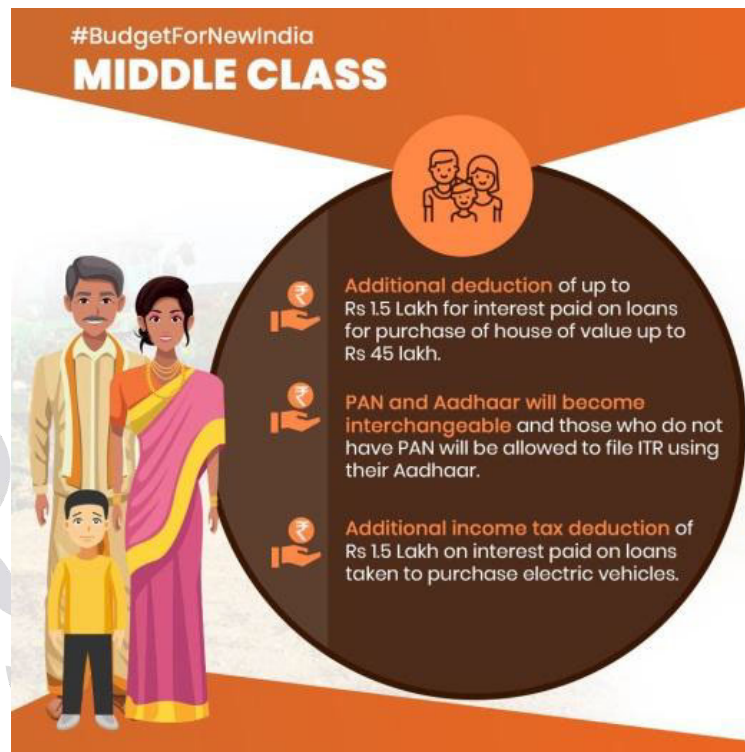 #BudgetForNewIndia
MIDDLE CLASS
Additional deduction of up to
Rs 1.5 Lakh for interest paid on loans
for purchase of house of value up to
Rs 45 lakh.
PAN and Aadhaar will become
interchangeable and those who do not
have PAN will be allowed to file ITR using
their Aadhaar.
Additional income tax deduction of
Rs 1.5 Lakh on interest paid on loans
taken to purchase electric vehicles.